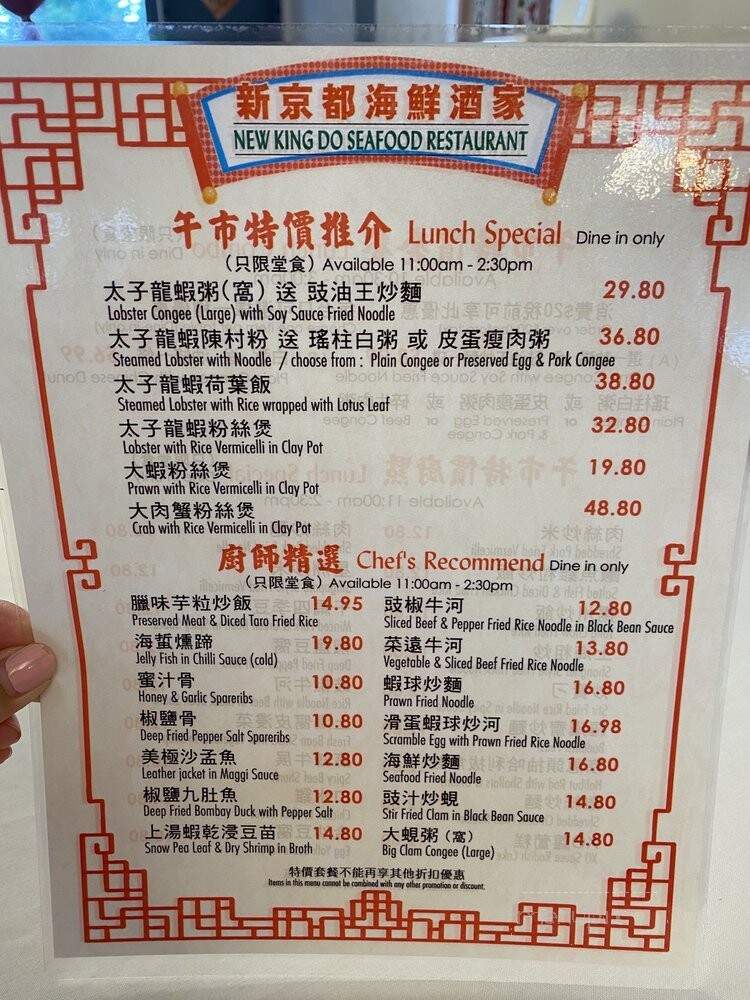 新京都海鮮酒家
NEW KING DO SEAFOOD RESTAURANT
午市特價推介 Lunch Special Dine in only
(只限堂食) Available 11:00am - 2:30pm
太子龍蝦粥(窩) 送 豉油王炒麵 29.80
Lobster Congee (Large) with Soy Sauce Fried Noodle
太子龍蝦陳村粉 送 瑤柱白粥 或 皮蛋瘦肉粥 36.80
Steamed Lobster with Noodle / choose from : Plain Congee or Preserved Egg & Pork Congee
太子龍蝦荷葉飯 38.80
Steamed Lobster with Rice wrapped with Lotus Leaf
太子龍蝦粉絲煲 32.80
Lobster with Rice Vermicelli in Clay Pot
大蝦粉絲煲 19.80
Prawn with Rice Vermicelli in Clay Pot
大肉蟹粉絲煲 48.80
Crab with Rice Vermicelli in Clay Pot
廚師精選 Chef's Recommend Dine in only
(只限堂食) Available 11:00am - 2:30pm
臘味芋粒炒飯 14.95
Preserved Meat & Diced Taro Fried Rice
海蜇燻蹄 19.80
Jelly Fish in Chilli Sauce (cold)
蜜汁骨 10.80
Honey & Garlic Spareribs
椒鹽骨 10.80
Deep Fried Pepper Salt Spareribs
美極沙孟魚 12.80
Leather jacket in Maggi Sauce
椒鹽九肚魚 12.80
Deep Fried Bombay Duck with Pepper Salt
上湯蝦乾浸豆苗 14.80
Snow Pea Leaf & Dry Shrimp in Broth
豉椒牛河 12.80
Sliced Beef & Pepper Fried Rice Noodle in Black Bean Sauce
菜遠牛河 13.80
Vegetable & Sliced Beef Fried Rice Noodle
蝦球炒麵 16.80
Prawn Fried Noodle
滑蛋蝦球炒河 16.98
Scramble Egg with Prawn Fried Rice Noodle
海鮮炒麵 16.80
Seafood Fried Noodle
豉汁炒蜆 14.80
Stir Fried Clam in Black Bean Sauce
大蜆粥 (窩) 14.80
Big Clam Congee (Large)
特價套餐不能再享其他折扣優惠
Items in this menu cannot be combined with any other promotion or discount.